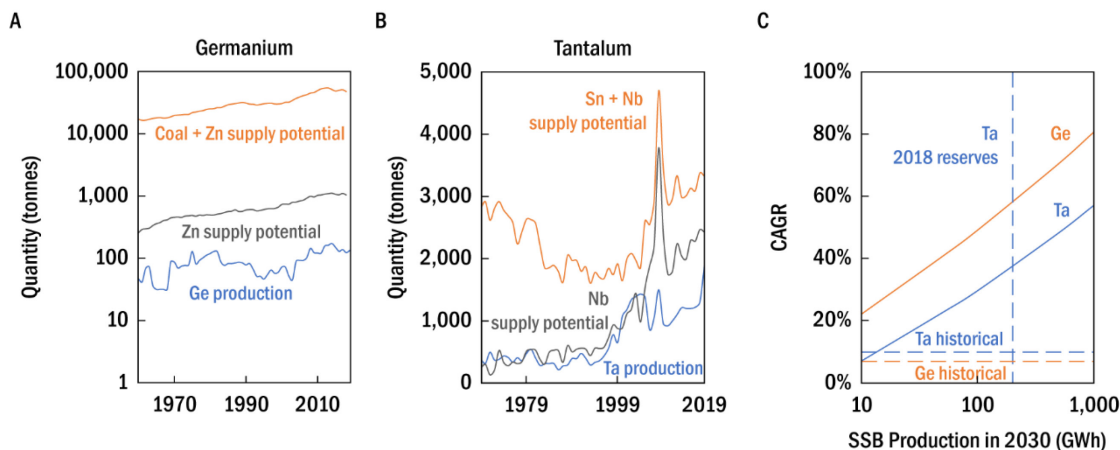 A
Germanium
Quantity (tonnes)
100,000
10,000
1,000
100
10
1
Coal + Zn supply potential
Zn supply potential
Ge production
1970
1990
2010
B
Tantalum
Quantity (tonnes)
5,000
4,000
3,000
2,000
1,000
0
Sn + Nb
supply potential
Nb
supply potential
Ta production
1979
1999
2019
C
CAGR
100%
80%
60%
40%
20%
0%
Ta
2018 reserves
Ge
Ta
Ta historical
Ge historical
10
100
1,000
SSB Production in 2030 (GWh)